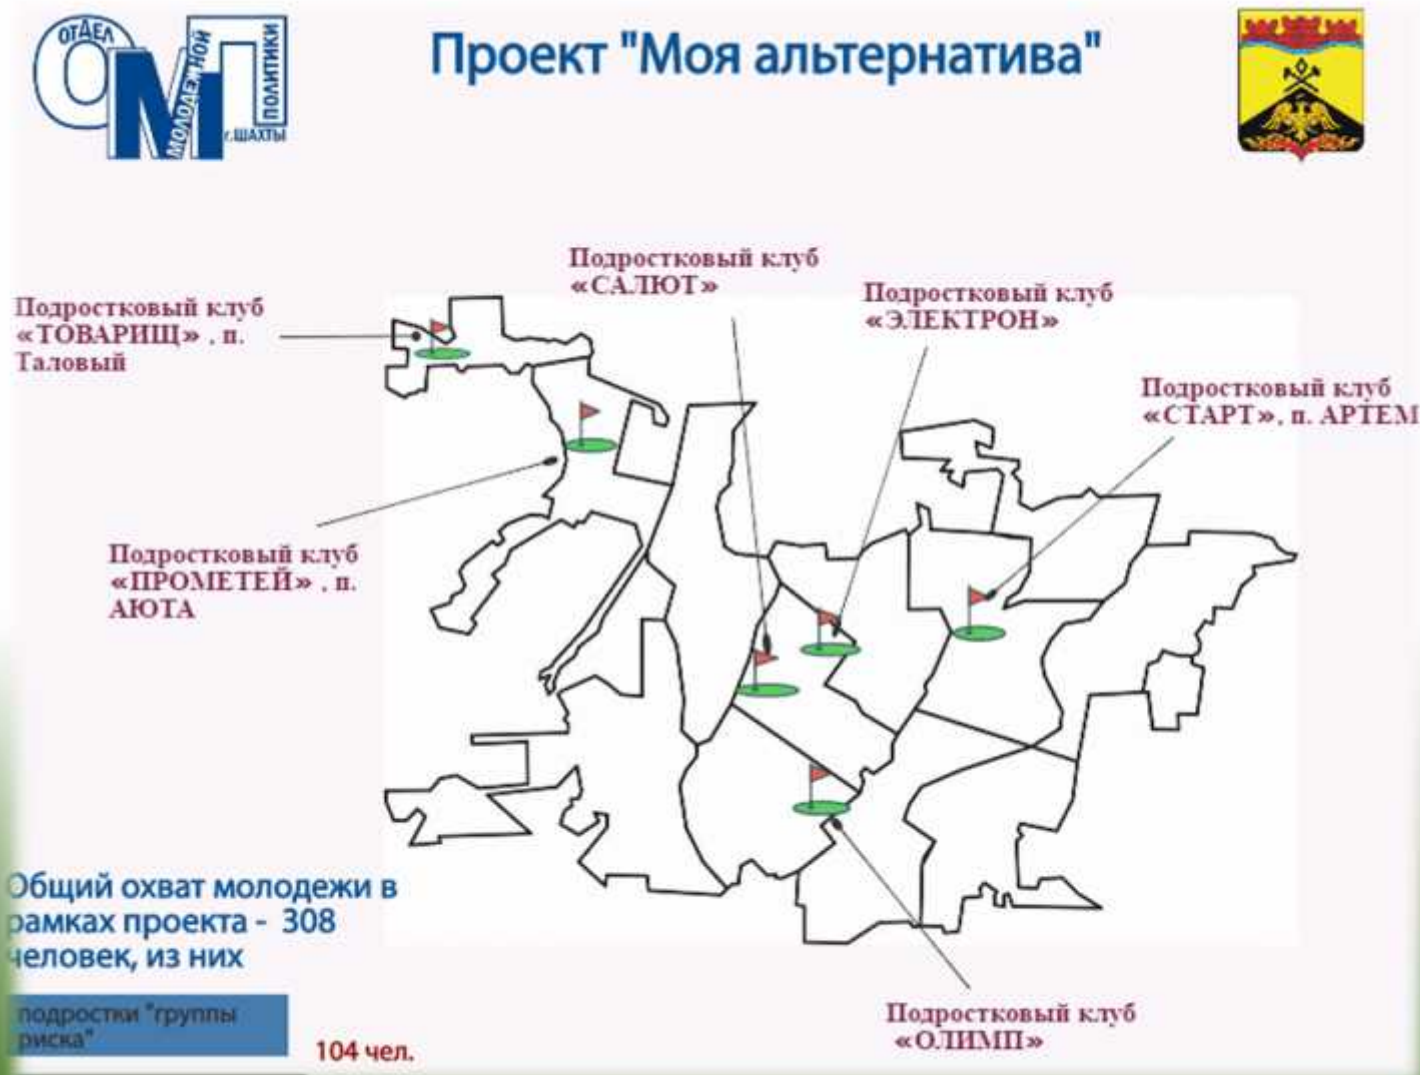 ОТДЕЛ
МОЛОДЕЖНОЙ
ПОЛИТИКИ
г.ШАХТЫ
Проект "Моя альтернатива"
Подростковый клуб
«САЛЮТ»
Подростковый клуб
«ЭЛЕКТРОН»
Подростковый клуб
«ТОВАРИЩ» , п.
Таловый
Подростковый клуб
«СТАРТ», п. АРТЕМ
Подростковый клуб
«ПРОМЕТЕЙ» , п.
АЮТА
Общий охват молодежи в
рамках проекта - 308
человек, из них
подростки "группы
риска"
104 чел.
Подростковый клуб
«ОЛИМП»